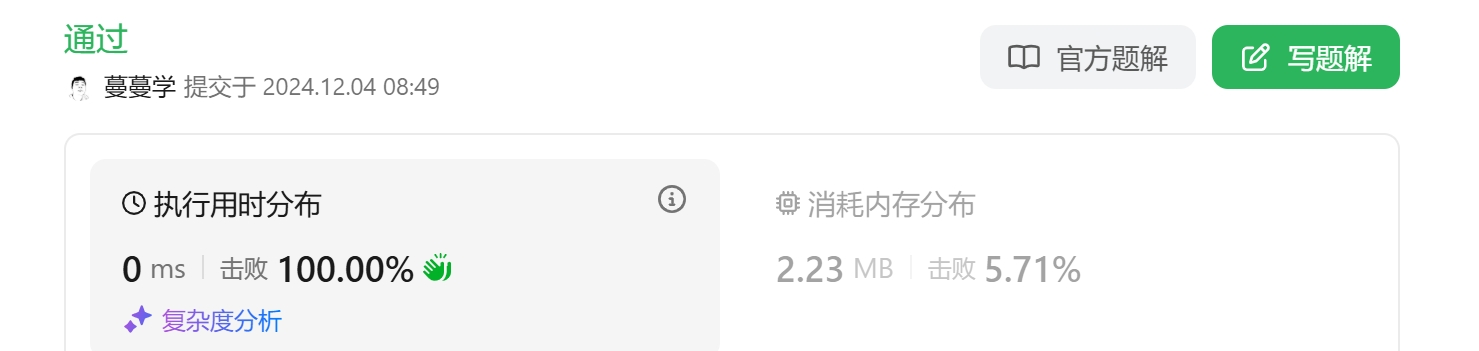 通过
官方题解
写题解
蔓蔓学 提交于 2024.12.04 08:49
执行用时分布
消耗内存分布
0 ms 击败 100.00%
2.23 MB 击败 5.71%
复杂度分析